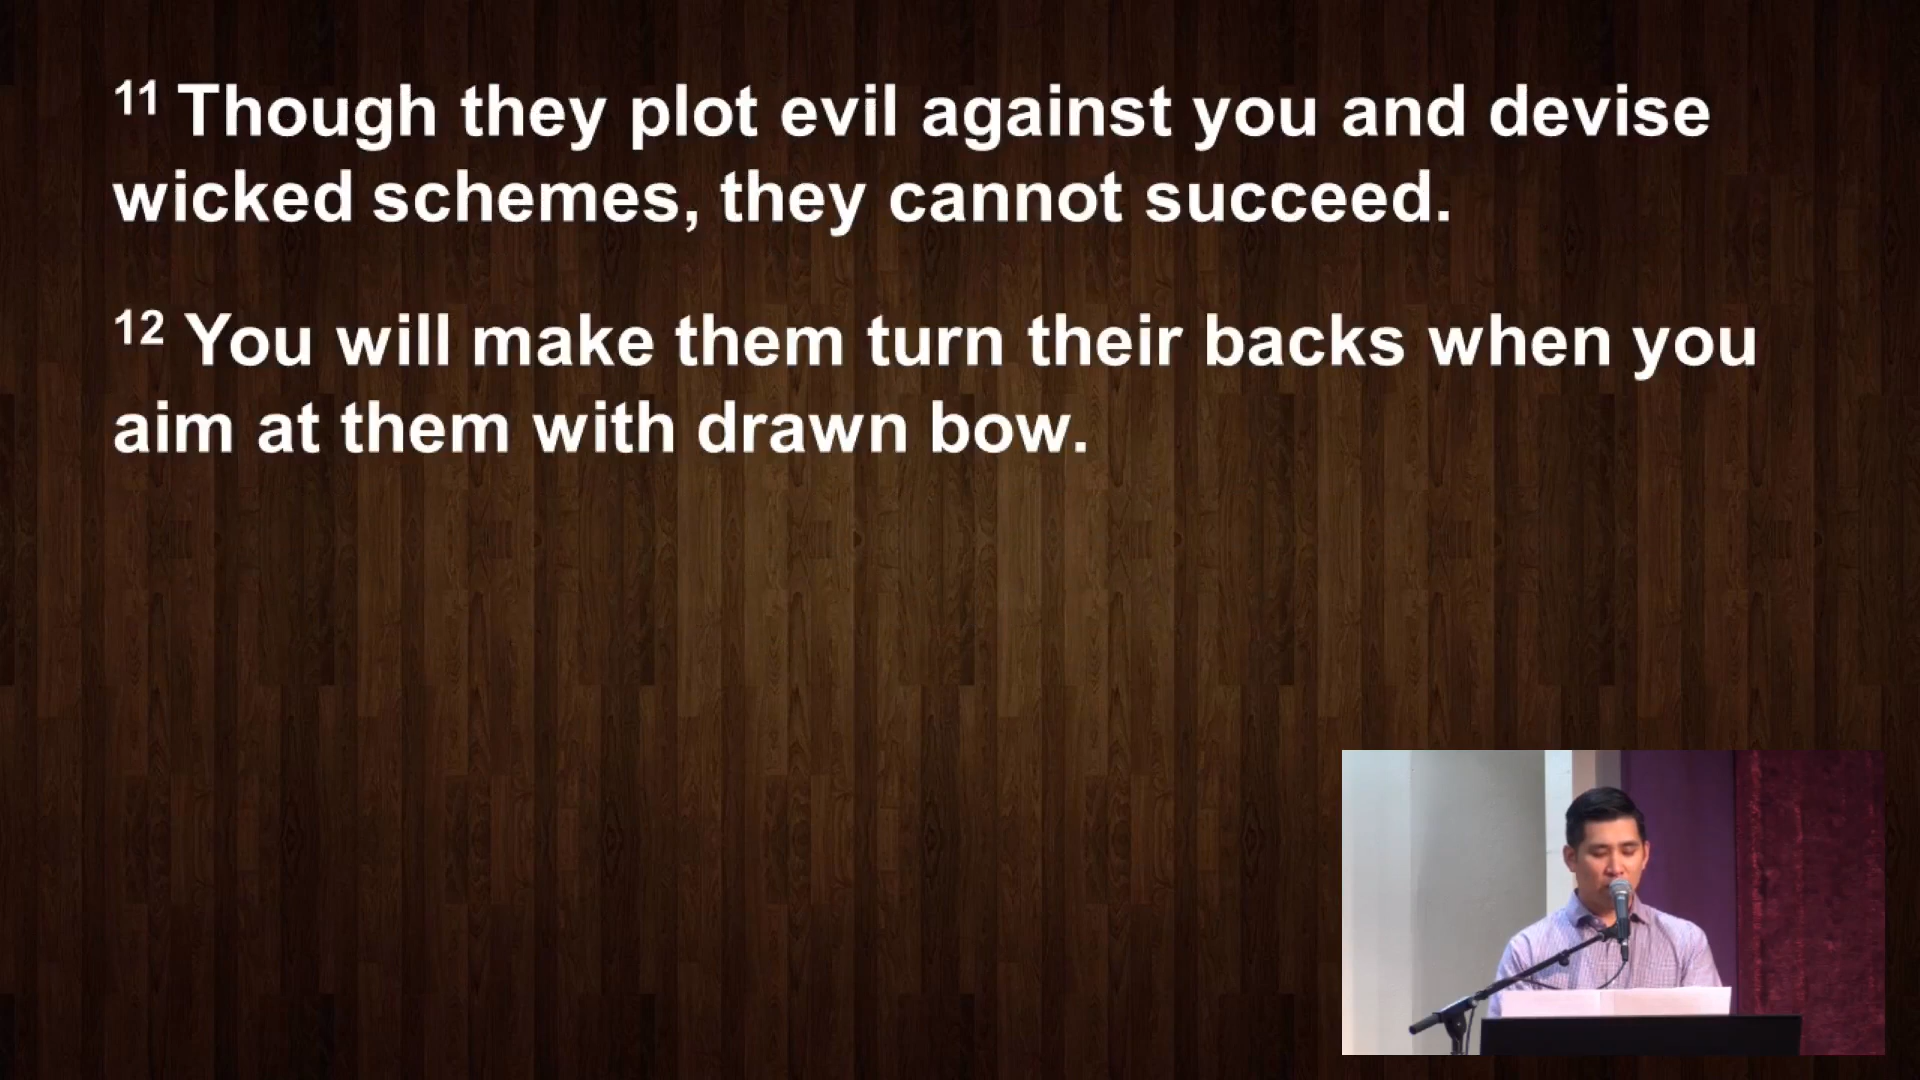 11 Though they plot evil against you and devise
wicked schemes, they cannot succeed.
12 You will make them turn their backs when you
aim at them with drawn bow.